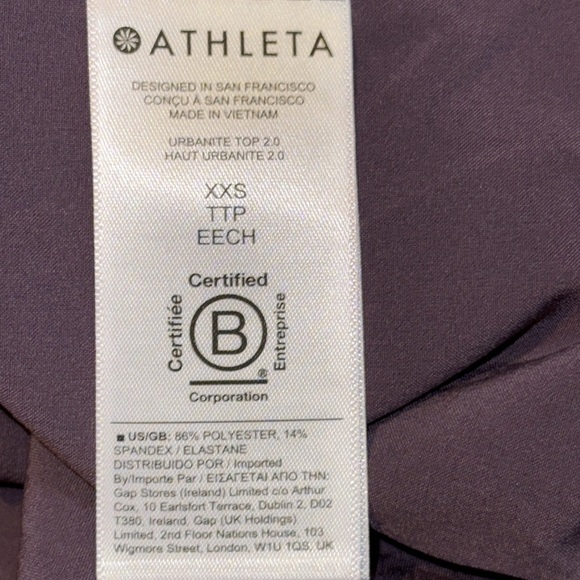 ATHLETA
DESIGNED IN SAN FRANCISCO
CONÇU À SAN FRANCISCO
MADE IN VIETNAM
URBANITE TOP 2.0
HAUT URBANITE 2.0
XXS
TTP
EECH
Certified
Certifiée
B
Entreprise
®
Corporation
US/GB: 86% POLYESTER, 14%
SPANDEX / ELASTANE
DISTRIBUIDO POR / Imported
By/Importe Par / ΕΙΣΑΓΕΤΑΙ ΑΠΟ ΤΗΝ:
Gap Stores (Ireland) Limited c/o Arthur
Cox, 10 Earlsfort Terrace, Dublin 2, D02
T380, Ireland, Gap (UK Holdings)
Limited, 2nd Floor Nations House, 103
Wigmore Street, London, W1U 1QS, UK